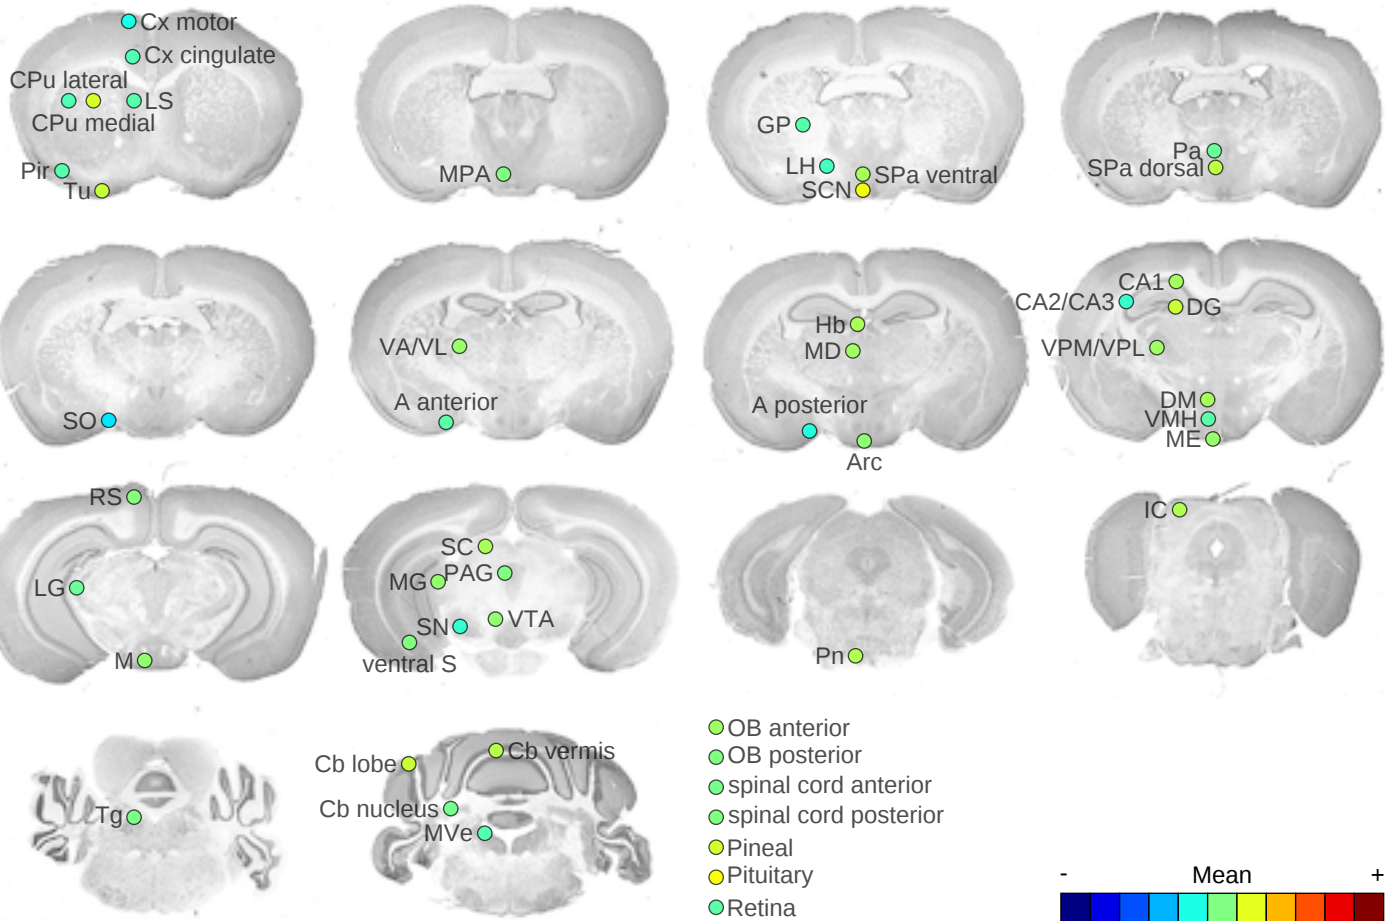 Cx motor
Cx cingulate
CPu lateral
LS
CPu medial
Pir
Tu
MPA
GP
LH
SPa ventral
SCN
Pa
SPa dorsal
SO
VA/VL
A anterior
Hb
MD
A posterior
Arc
CA1
CA2/CA3
DG
VPM/VPL
DM
VMH
ME
RS
LG
M
SC
MG
PAG
SN
VTA
ventral S
Pn
IC
Tg
Cb lobe
Cb vermis
Cb nucleus
MVe
OB anterior
OB posterior
spinal cord anterior
spinal cord posterior
Pineal
Pituitary
Retina
- Mean +